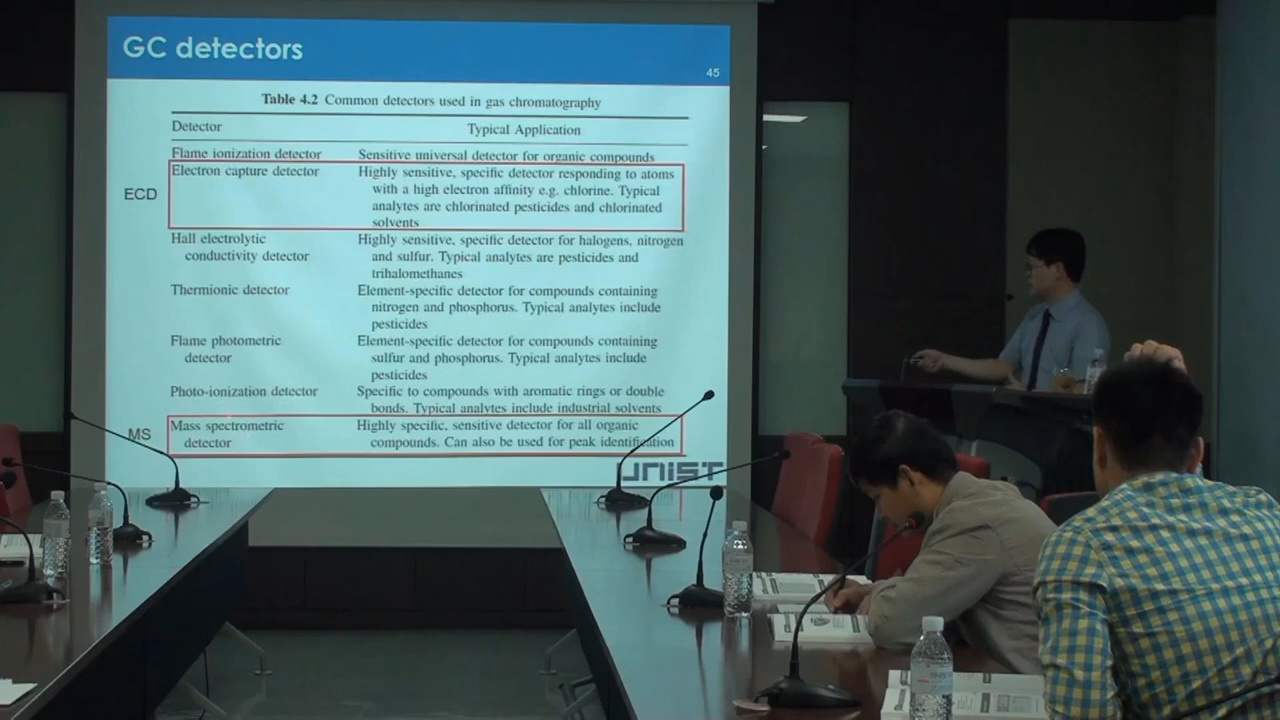 GC detectors
45
Table 4.2 Common detectors used in gas chromatography
Detector Typical Application
Flame ionization detector Sensitive universal detector for organic compounds
Electron capture detector Highly sensitive, specific detector responding to atoms
with a high electron affinity e.g. chlorine. Typical
ECD
analytes are chlorinated pesticides and chlorinated
solvents
Hall electrolytic Highly sensitive, specific detector for halogens, nitrogen
conductivity detector and sulfur. Typical analytes are pesticides and
trihalomethanes
Thermionic detector Element-specific detector for compounds containing
nitrogen and phosphorus. Typical analytes include
pesticides
Flame photometric Element-specific detector for compounds containing
detector sulfur and phosphorus. Typical analytes include
pesticides
Photo-ionization detector Specific to compounds with aromatic rings or double
bonds. Typical analytes include industrial solvents
MS
Mass spectrometric Highly specific, sensitive detector for all organic
detector compounds. Can also be used for peak identification
UNIST